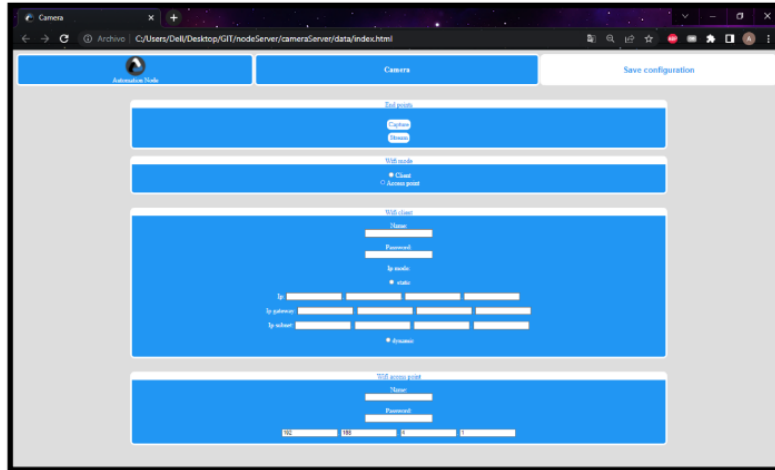 Camera
Archivo C:/Users/Dell/Desktop/GIT/nodeServer/cameraServer/data/index.html
Automation Node
Camera
Save configuration
End points
Capture
Stream
Wifi mode
Client
Access point
Wifi client
Name:
Password:
Ip mode:
static
Ip:
Ip gateway:
Ip subnet:
dynamic
Wifi access point
Name:
Password:
192 168 4 1